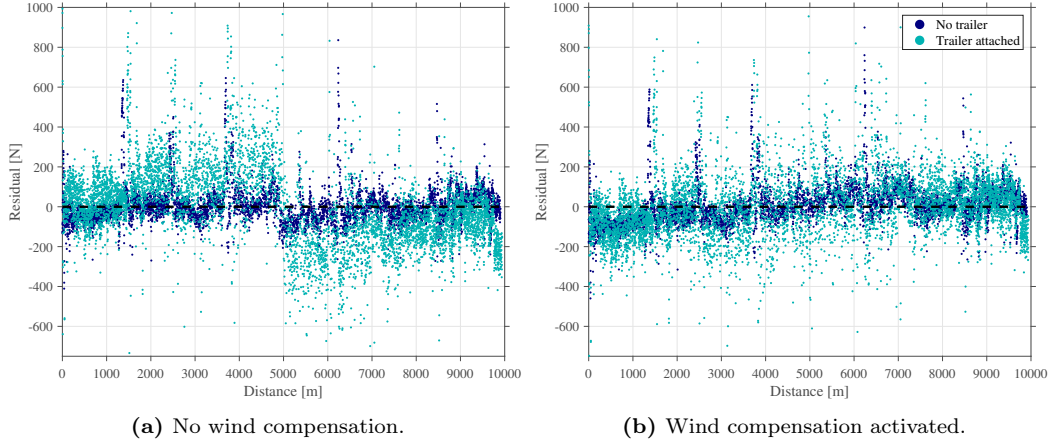 1000
800
600
400
200
0
-200
-400
-600
Residual [N]
0 1000 2000 3000 4000 5000 6000 7000 8000 9000 10000
Distance [m]
(a) No wind compensation.
1000
800
600
400
200
0
-200
-400
-600
Residual [N]
No trailer
Trailer attached
0 1000 2000 3000 4000 5000 6000 7000 8000 9000 10000
Distance [m]
(b) Wind compensation activated.